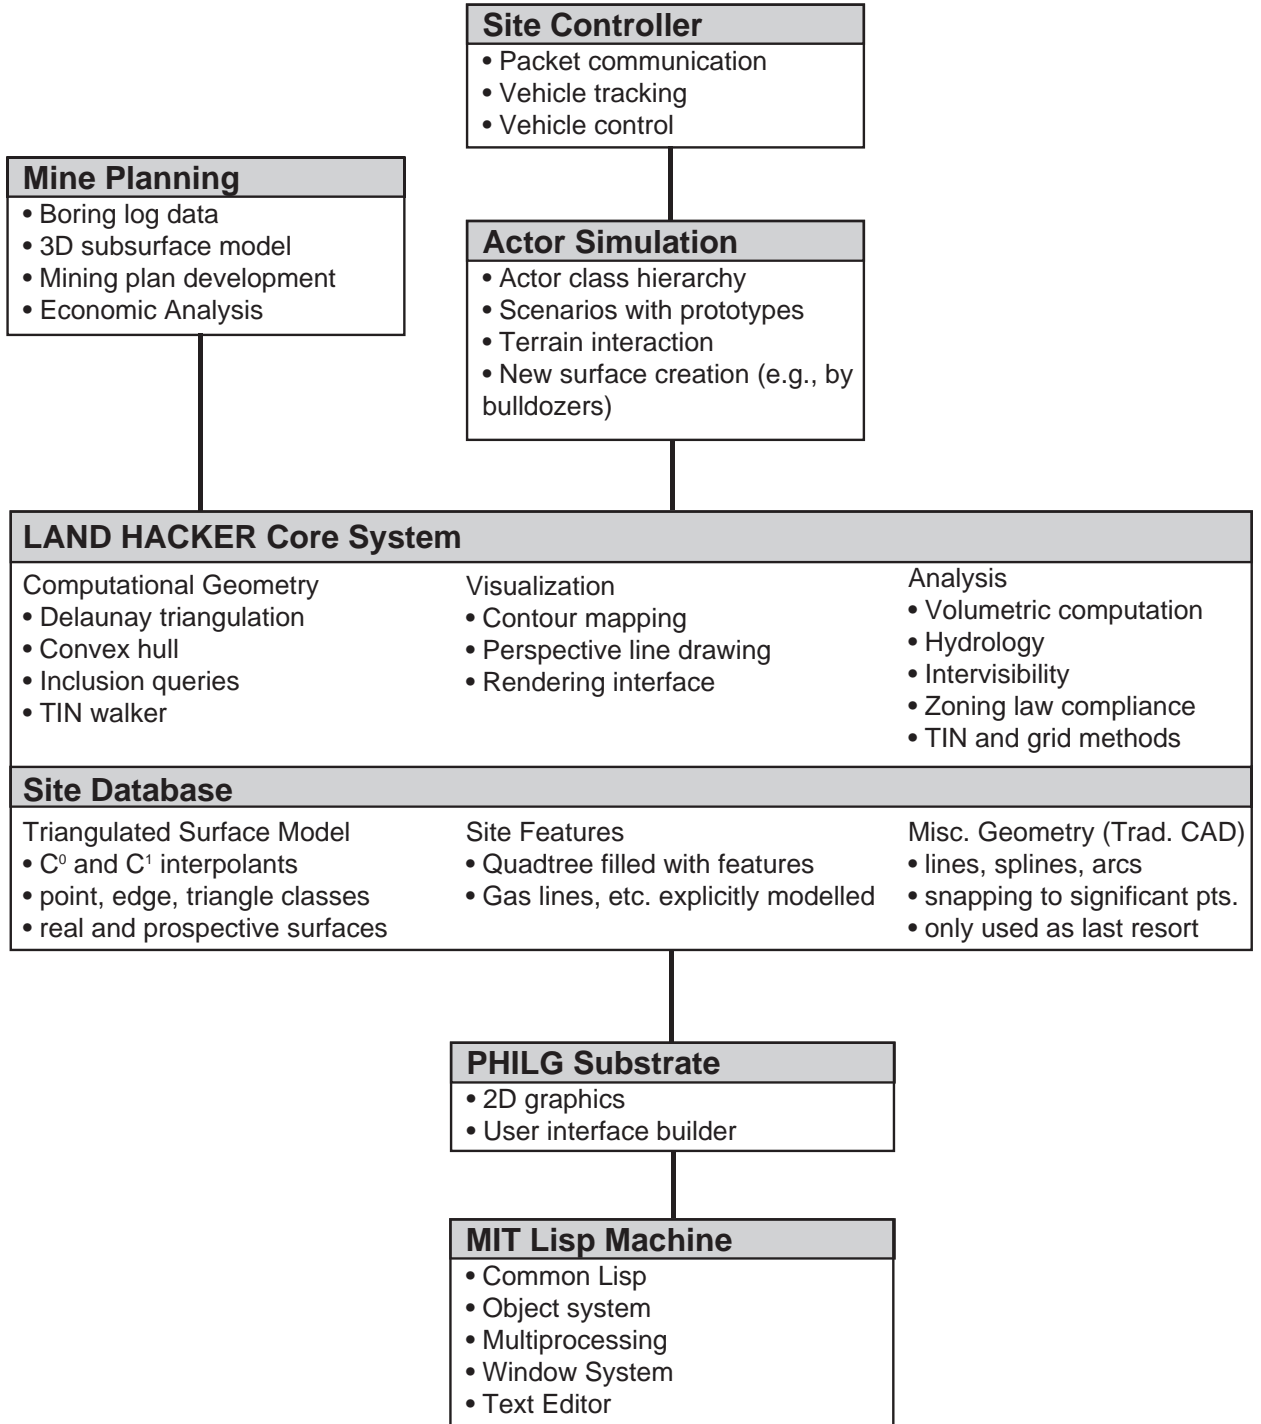 Site Controller
• Packet communication
• Vehicle tracking
• Vehicle control
Mine Planning
• Boring log data
• 3D subsurface model
• Mining plan development
• Economic Analysis
Actor Simulation
• Actor class hierarchy
• Scenarios with prototypes
• Terrain interaction
• New surface creation (e.g., by
bulldozers)
LAND HACKER Core System
Computational Geometry
• Delaunay triangulation
• Convex hull
• Inclusion queries
• TIN walker
Visualization
• Contour mapping
• Perspective line drawing
• Rendering interface
Analysis
• Volumetric computation
• Hydrology
• Intervisibility
• Zoning law compliance
• TIN and grid methods
Site Database
Triangulated Surface Model
• C⁰ and C¹ interpolants
• point, edge, triangle classes
• real and prospective surfaces
Site Features
• Quadtree filled with features
• Gas lines, etc. explicitly modelled
Misc. Geometry (Trad. CAD)
• lines, splines, arcs
• snapping to significant pts.
• only used as last resort
PHILG Substrate
• 2D graphics
• User interface builder
MIT Lisp Machine
• Common Lisp
• Object system
• Multiprocessing
• Window System
• Text Editor